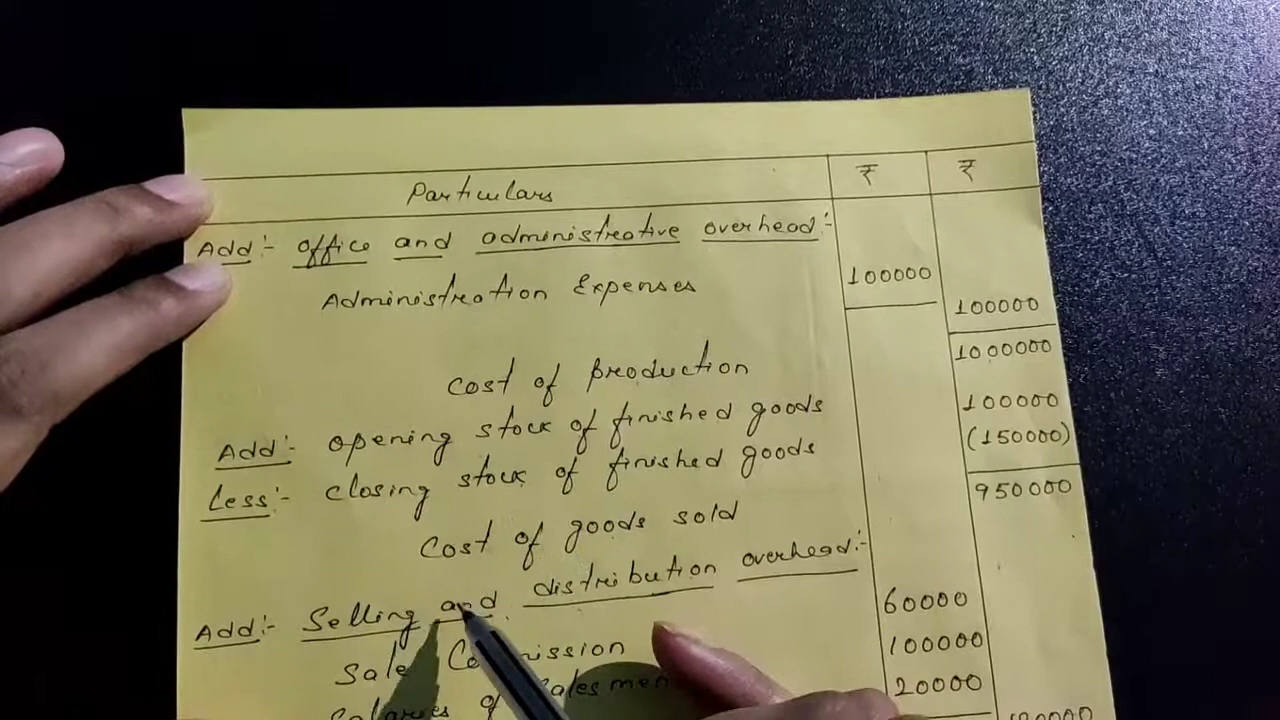 Particulars ₹ ₹
Add:- office and administrative overhead:-
Administration Expenses 100000
100000
Cost of production 1000000
Add:- opening stock of finished goods 100000
Less:- closing stock of finished goods (150000)
Cost of goods sold 950000
Add:- Selling and distribution overhead:-
Sale 60000
of 100000
20000